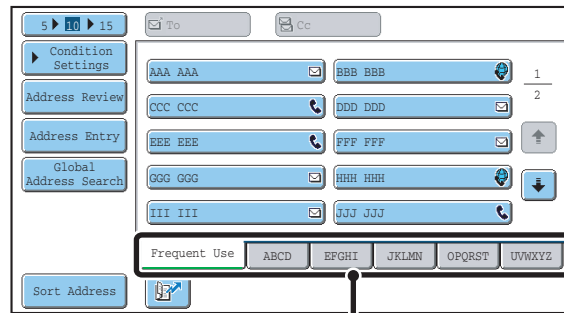 5 10 15
To
Cc
Condition
Settings
Address Review
Address Entry
Global
Address Search
Sort Address
AAA AAA
BBB BBB
CCC CCC
DDD DDD
EEE EEE
FFF FFF
GGG GGG
HHH HHH
III III
JJJ JJJ
1
2
Frequent Use
ABCD
EFGHI
JKLMN
OPQRST
UVWXYZ